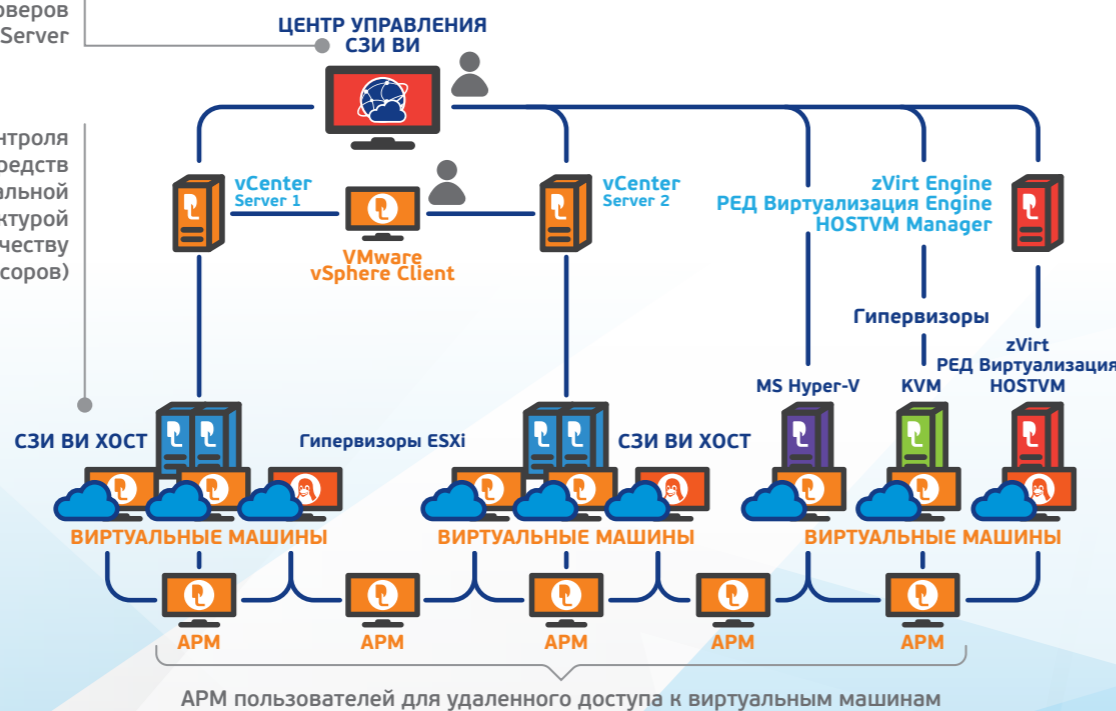 рверов
Server
ЦЕНТР УПРАВЛЕНИЯ
СЗИ ВИ
нтроля
редств
альной
ктурой
честву
соров)
vCenter
Server 1
VMware
vSphere Client
vCenter
Server 2
zVirt Engine
РЕД Виртуализация Engine
HOSTVM Manager
Гипервизоры
zVirt
РЕД Виртуализация
HOSTVM
MS Hyper-V
KVM
СЗИ ВИ ХОСТ
Гипервизоры ESXi
СЗИ ВИ ХОСТ
ВИРТУАЛЬНЫЕ МАШИНЫ
ВИРТУАЛЬНЫЕ МАШИНЫ
ВИРТУАЛЬНЫЕ МАШИНЫ
АРМ
АРМ
АРМ
АРМ
АРМ
АРМ пользователей для удаленного доступа к виртуальным машинам